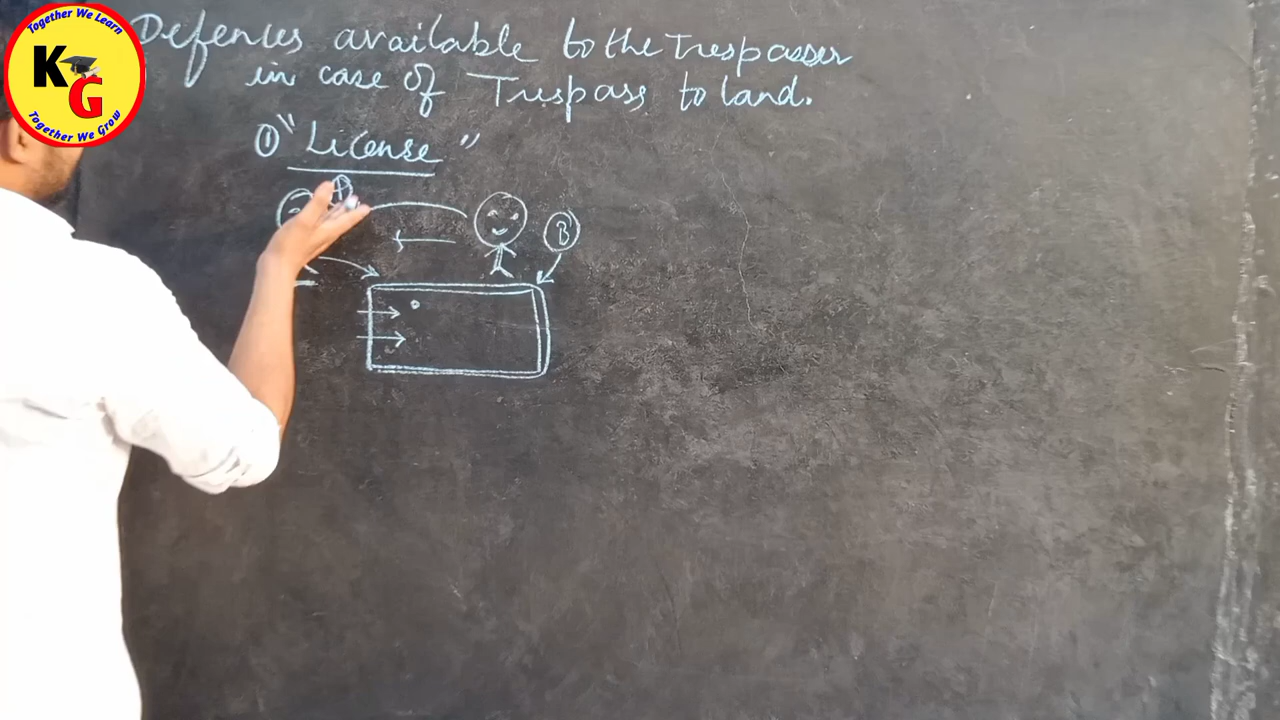 Together We Learn
KG
Together We Grow
Defences available to the Trespasser
in case of Trespass to land.
① "License"
A
B